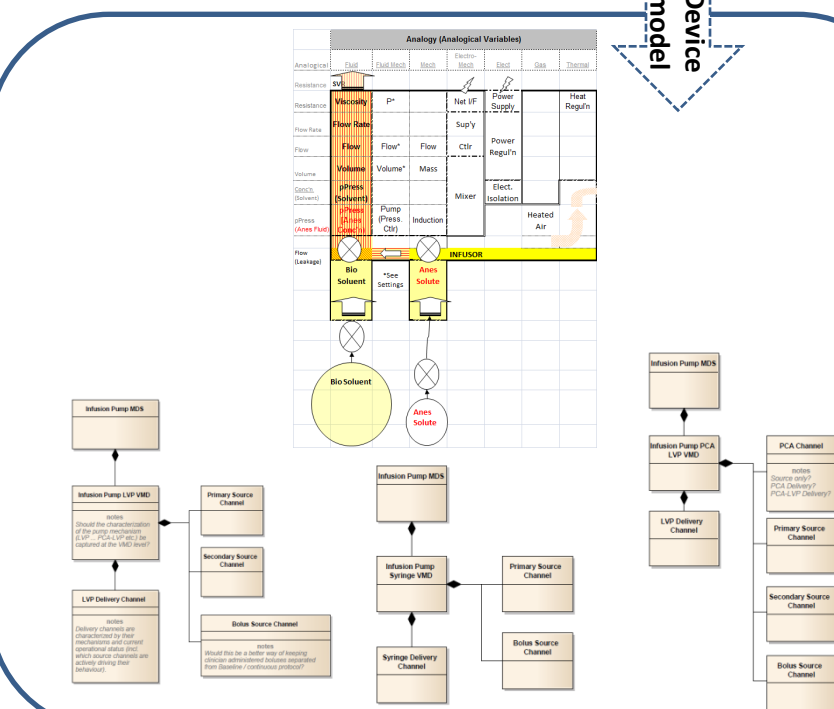 Device
model
Analogy (Analogical Variables)
Analogical Fluid Fluid Mech Mech Electro-Mech Elect Gas Thermal
Resistance SVR
Resistance Viscosity P* Net I/F Power Supply Heat Regul'n
Flow Rate Flow Rate Sup'y
Flow Flow Flow* Flow Ctlr Power Regul'n
Volume Volume Volume* Mass
Conc'n (Solvent) pPress (Solvent) Mixer Elect. Isolation
pPress (Anes Fluid) pPress (Anes Conc'n) Pump (Press. Ctlr) Induction Heated Air
Flow (Leakage) INFUSOR
Bio Soluent *See Settings Anes Solute
Bio Soluent
Anes
Solute
Infusion Pump MDS
Infusion Pump LVP VMD
notes
Should the characterization
of the pump mechanism
(LVP ... PCA-LVP etc.) be
captured at the VMD level?
Primary Source
Channel
Secondary Source
Channel
LVP Delivery Channel
notes
Delivery channels are
characterized by their
mechanisms and current
operational status (incl.
which source channels are
actively driving their
behaviour).
Bolus Source Channel
notes
Would this be a better way of keeping
clinician administered boluses separated
from Baseline / continuous protocol?
Infusion Pump MDS
Infusion Pump
Syringe VMD
Primary Source
Channel
Syringe Delivery
Channel
Bolus Source
Channel
Infusion Pump MDS
Infusion Pump PCA
LVP VMD
PCA Channel
notes
Source only?
PCA Delivery?
PCA-LVP Delivery?
LVP Delivery
Channel
Primary Source
Channel
Secondary Source
Channel
Bolus Source
Channel